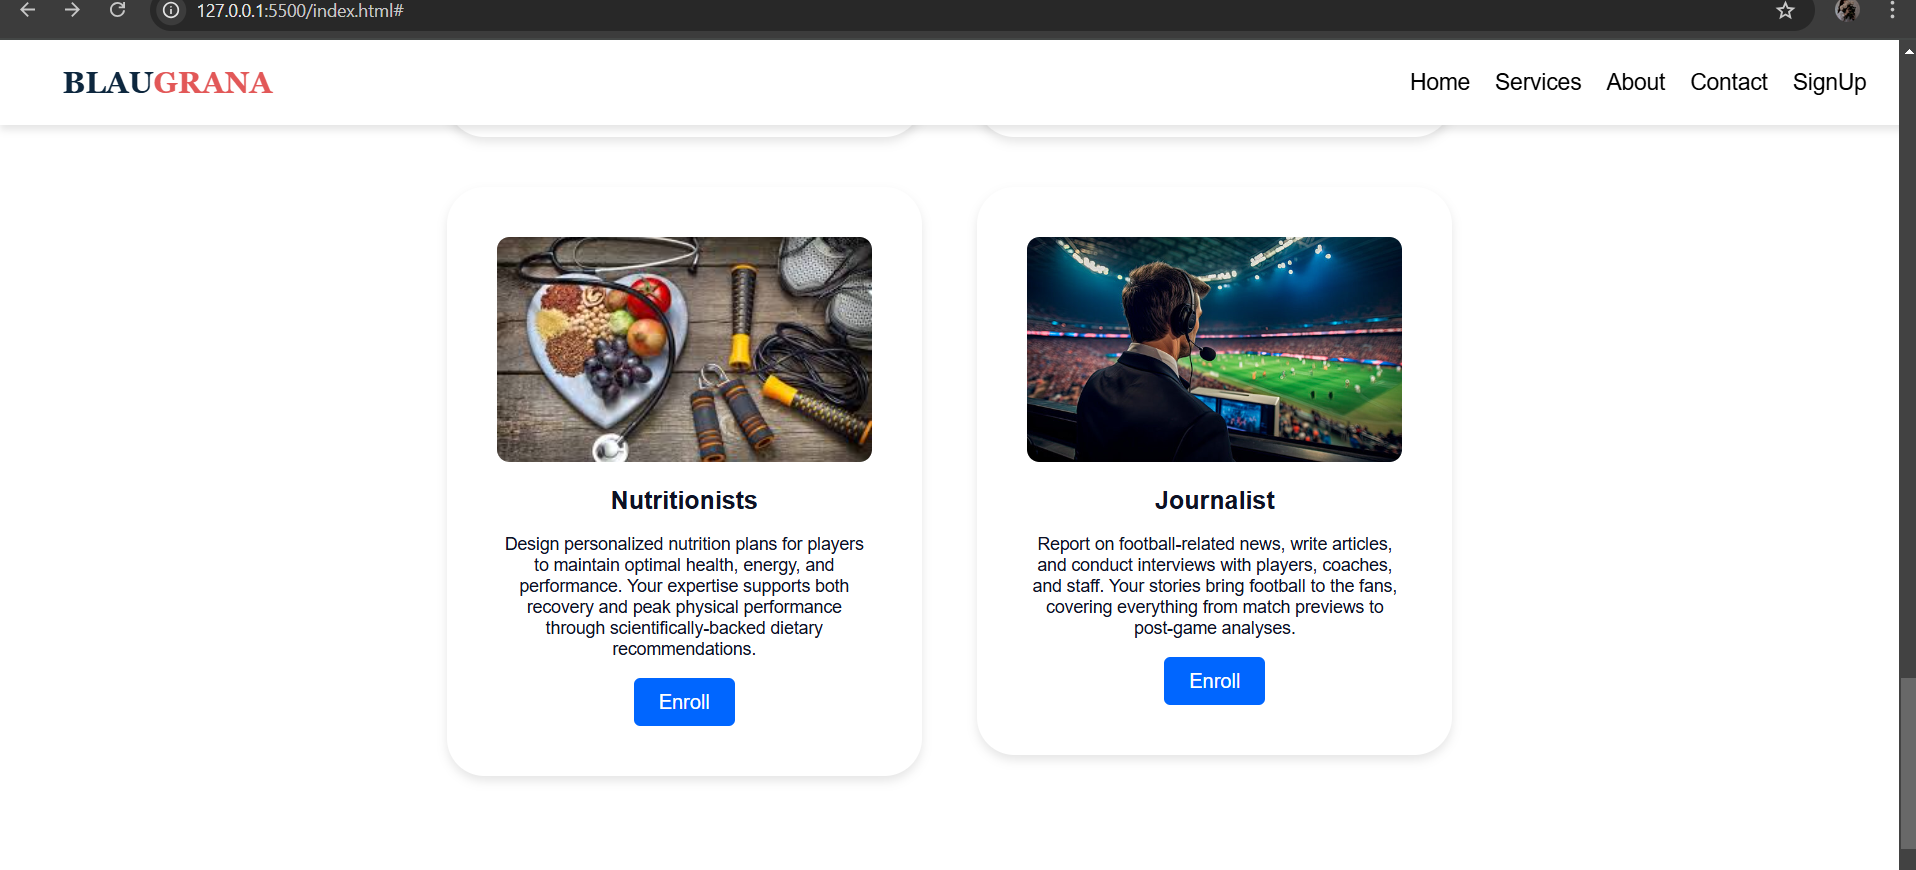 127.0.0.1:5500/index.html#
BLAUGRANA
Home Services About Contact SignUp
Nutritionists
Design personalized nutrition plans for players
to maintain optimal health, energy, and
performance. Your expertise supports both
recovery and peak physical performance
through scientifically-backed dietary
recommendations.
Enroll
Journalist
Report on football-related news, write articles,
and conduct interviews with players, coaches,
and staff. Your stories bring football to the fans,
covering everything from match previews to
post-game analyses.
Enroll